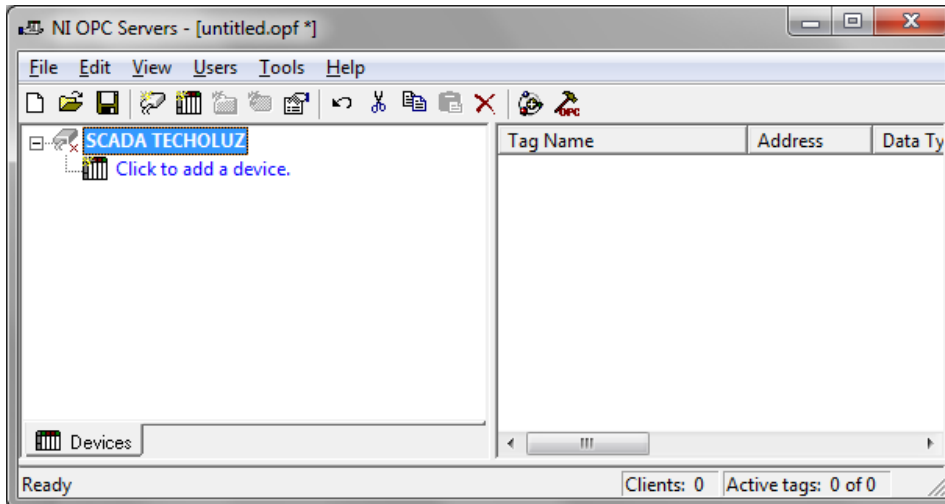 NI OPC Servers - [untitled.opf *]
File Edit View Users Tools Help
SCADA TECHOLUZ
Click to add a device.
Tag Name Address Data Ty
Devices
Ready Clients: 0 Active tags: 0 of 0